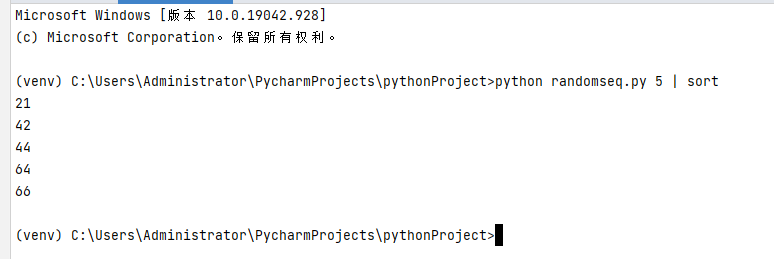 Microsoft Windows [版本 10.0.19042.928]
(c) Microsoft Corporation。保留所有权利。
(venv) C:\Users\Administrator\PycharmProjects\pythonProject>python randomseq.py 5 | sort
21
42
44
64
66
(venv) C:\Users\Administrator\PycharmProjects\pythonProject>